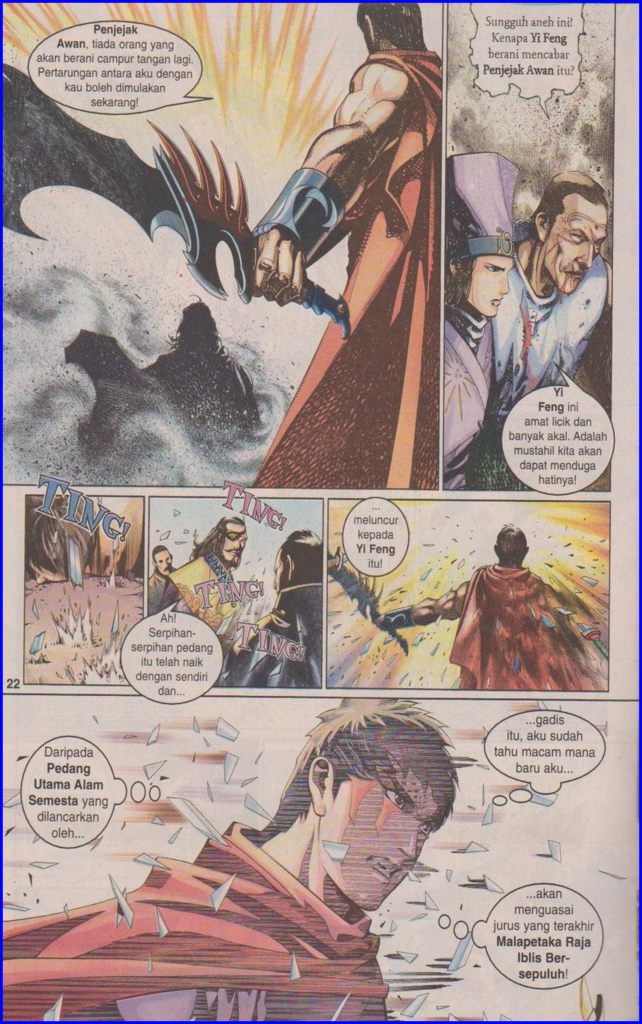 Penjejak
Awan, tiada orang yang
akan berani campur tangan lagi.
Pertarungan antara aku dengan
kau boleh dimulakan
sekarang!
Sungguh aneh ini!
Kenapa Yi Feng
berani mencabar
Penjejak Awan itu?
Yi
Feng ini
amat licik dan
banyak akal. Adalah
mustahil kita akan
dapat menduga
hatinya!
TING!
TING!
TING!
TING!
Ah!
Serpihan-
serpihan pedang
itu telah naik
dengan sendiri
dan...
...
meluncur
kepada
Yi Feng
itu!
22
Daripada
Pedang
Utama Alam
Semesta yang
dilancarkan
oleh...
...gadis
itu, aku sudah
tahu macam mana
baru aku...
...akan
menguasai
jurus yang terakhir
Malapetaka Raja
Iblis Ber-
sepuluh!